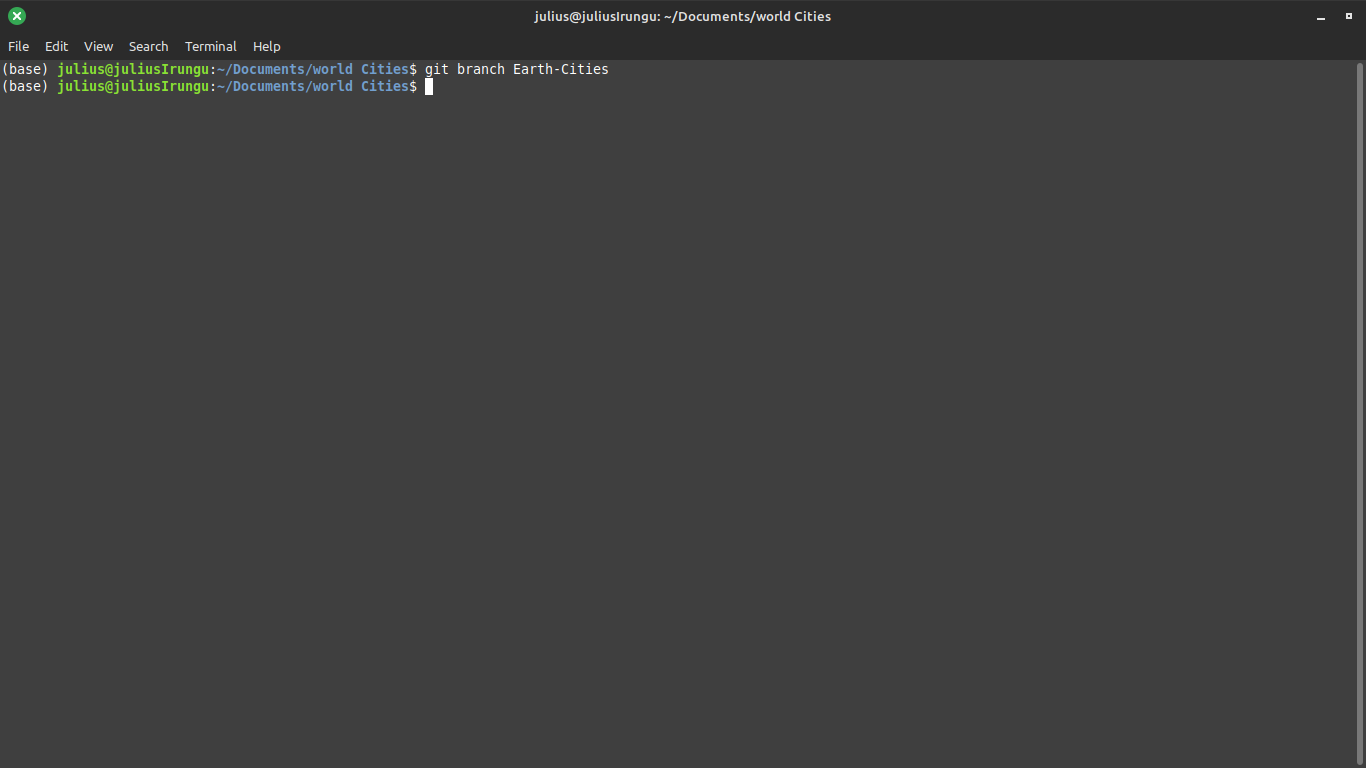 julius@juliusIrungu: ~/Documents/world Cities
File Edit View Search Terminal Help
(base) julius@juliusIrungu:~/Documents/world Cities$ git branch Earth-Cities
(base) julius@juliusIrungu:~/Documents/world Cities$